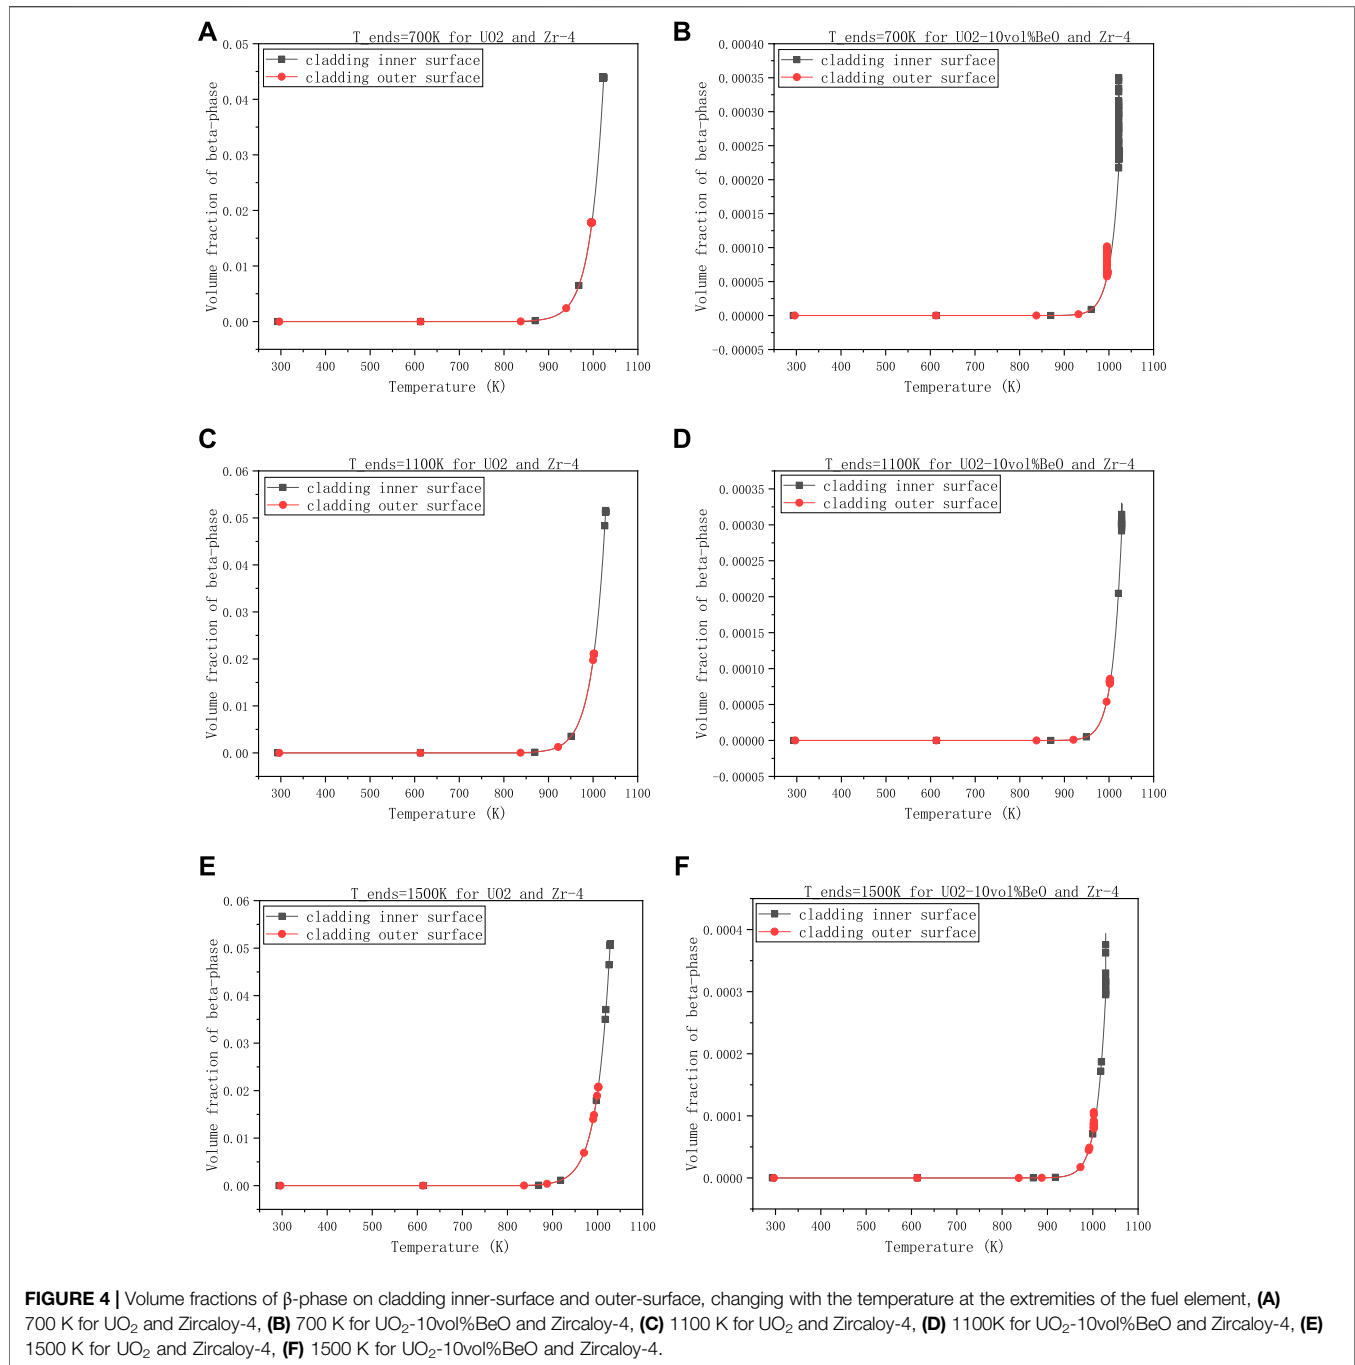 A
T_ends=700K for UO2 and Zr-4
0.05
0.04
0.03
0.02
0.01
0.00
Volume fraction of beta-phase
cladding inner surface
cladding outer surface
300 400 500 600 700 800 900 1000 1100
Temperature (K)
B
T_ends=700K for UO2-10vol%BeO and Zr-4
0.00040
0.00035
0.00030
0.00025
0.00020
0.00015
0.00010
0.00005
0.00000
-0.00005
Volume fraction of beta-phase
cladding inner surface
cladding outer surface
300 400 500 600 700 800 900 1000 1100
Temperature (K)
C
T_ends=1100K for UO2 and Zr-4
0.06
0.05
0.04
0.03
0.02
0.01
0.00
Volume fraction of beta-phase
cladding inner surface
cladding outer surface
300 400 500 600 700 800 900 1000 1100
Temperature (K)
D
T_ends=1100K for UO2-10vol%BeO and Zr-4
0.00035
0.00030
0.00025
0.00020
0.00015
0.00010
0.00005
0.00000
-0.00005
Volume fraction of beta-phase
cladding inner surface
cladding outer surface
300 400 500 600 700 800 900 1000 1100
Temperature (K)
E
T_ends=1500K for UO2 and Zr-4
0.06
0.05
0.04
0.03
0.02
0.01
0.00
Volume fraction of beta-phase
cladding inner surface
cladding outer surface
300 400 500 600 700 800 900 1000 1100
Temperature (K)
F
T_ends=1500K for UO2-10vol%BeO and Zr-4
0.0004
0.0003
0.0002
0.0001
0.0000
Volume fraction of beta-phase
cladding inner surface
cladding outer surface
300 400 500 600 700 800 900 1000 1100
Temperature (K)
FIGURE 4 | Volume fractions of β-phase on cladding inner-surface and outer-surface, changing with the temperature at the extremities of the fuel element, (A)
700 K for UO₂ and Zircaloy-4, (B) 700 K for UO₂-10vol%BeO and Zircaloy-4, (C) 1100 K for UO₂ and Zircaloy-4, (D) 1100K for UO₂-10vol%BeO and Zircaloy-4, (E)
1500 K for UO₂ and Zircaloy-4, (F) 1500 K for UO₂-10vol%BeO and Zircaloy-4.